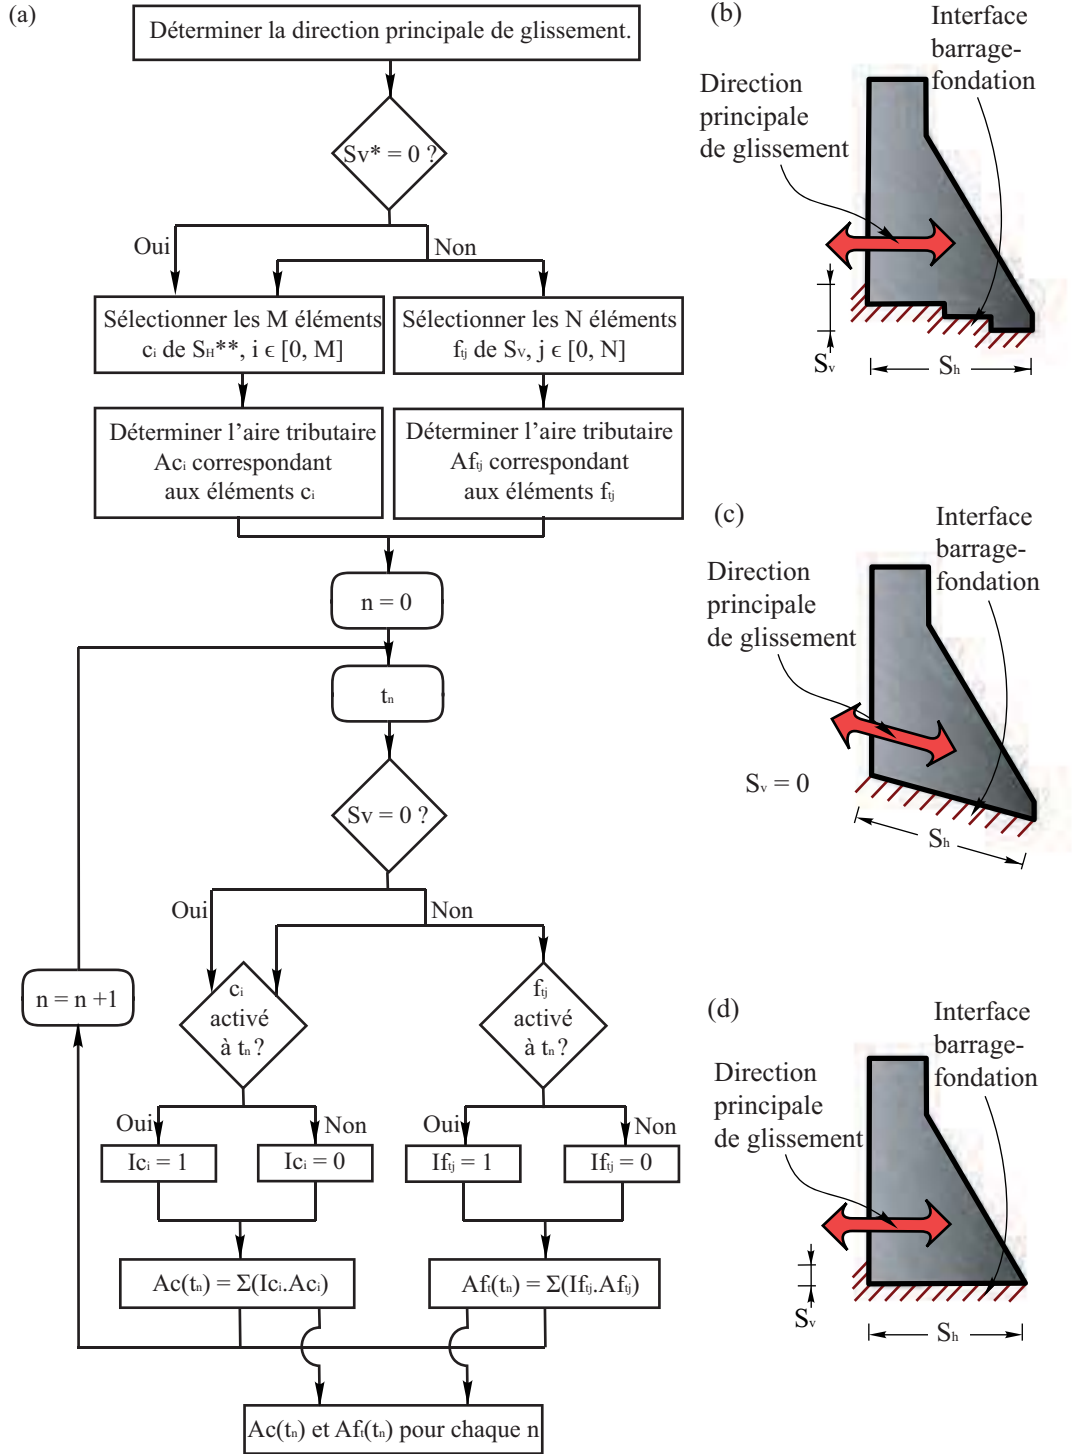 (a)
Déterminer la direction principale de glissement.
Sv* = 0 ?
Oui
Non
Sélectionner les M éléments
ci de SH**, i ϵ [0, M]
Sélectionner les N éléments
ftj de SV, j ϵ [0, N]
Déterminer l'aire tributaire
Aci correspondant
aux éléments ci
Déterminer l'aire tributaire
Aftj correspondant
aux éléments ftj
n = 0
tn
Sv = 0 ?
Oui
Non
n = n +1
ci
activé
à tn ?
ftj
activé
à tn ?
Oui
Non
Oui
Non
Ici = 1
Ici = 0
Iftj = 1
Iftj = 0
Ac(tn) = Σ(Ici.Aci)
Aft(tn) = Σ(Iftj.Aftj)
Ac(tn) et Aft(tn) pour chaque n
(b)
Interface
barrage-
fondation
Direction
principale
de glissement
Sv
Sh
(c)
Interface
barrage-
fondation
Direction
principale
de glissement
Sv = 0
Sh
(d)
Interface
barrage-
fondation
Direction
principale
de glissement
Sv
Sh